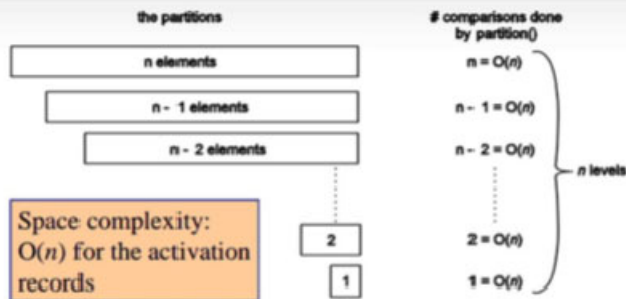 the partitions
# comparisons done
by partition()
n elements
n = O(n)
n - 1 elements
n - 1 = O(n)
n - 2 elements
n - 2 = O(n)
n levels
Space complexity:
O(n) for the activation
records
2
2 = O(n)
1
1 = O(n)